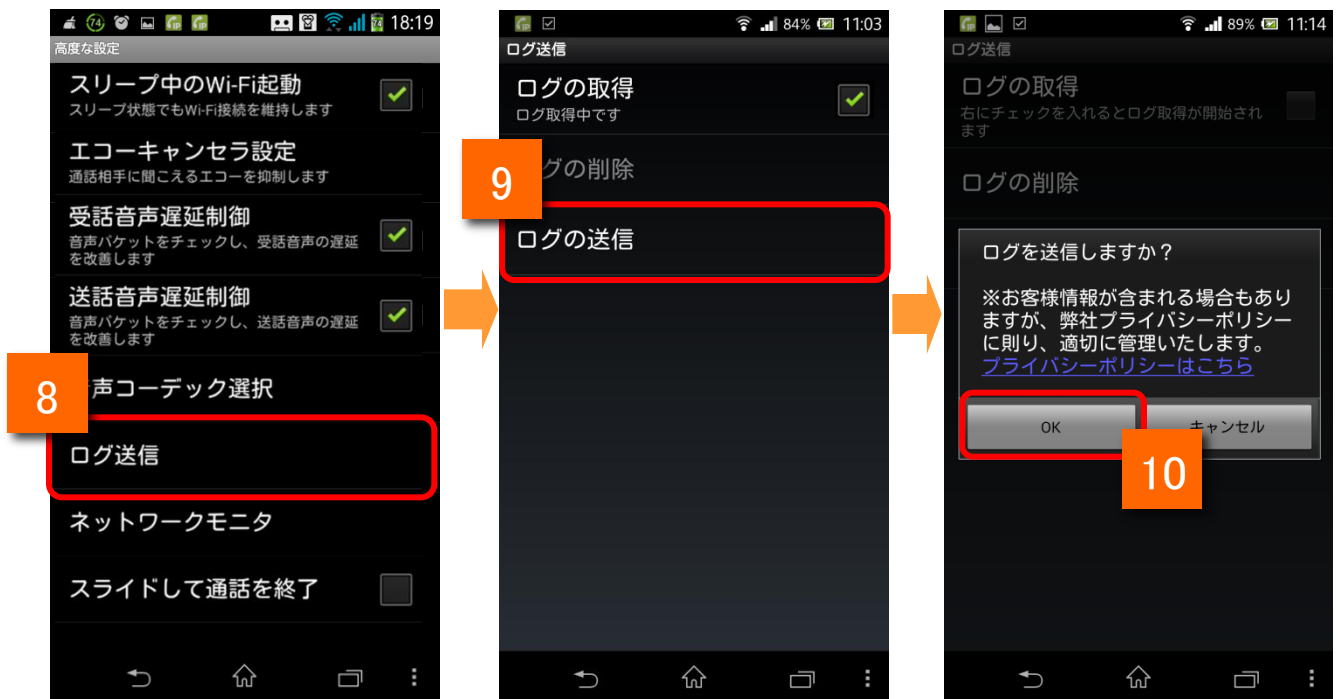 74
74
18:19
高度な設定
スリープ中のWi-Fi起動
スリープ状態でもWi-Fi接続を維持します
エコーキャンセラ設定
通話相手に聞こえるエコーを抑制します
受話音声遅延制御
音声パケットをチェックし、受話音声の遅延
を改善します
送話音声遅延制御
音声パケットをチェックし、送話音声の遅延
を改善します
8
声コーデック選択
ログ送信
ネットワークモニタ
スライドして通話を終了
84%
11:03
ログ送信
ログの取得
ログ取得中です
9
グの削除
ログの送信
89%
11:14
ログ送信
ログの取得
右にチェックを入れるとログ取得が開始され
ます
ログの削除
ログを送信しますか？
※お客様情報が含まれる場合もあり
ますが、弊社プライバシーポリシー
に則り、適切に管理いたします。
プライバシーポリシーはこちら
OK
キャンセル
10